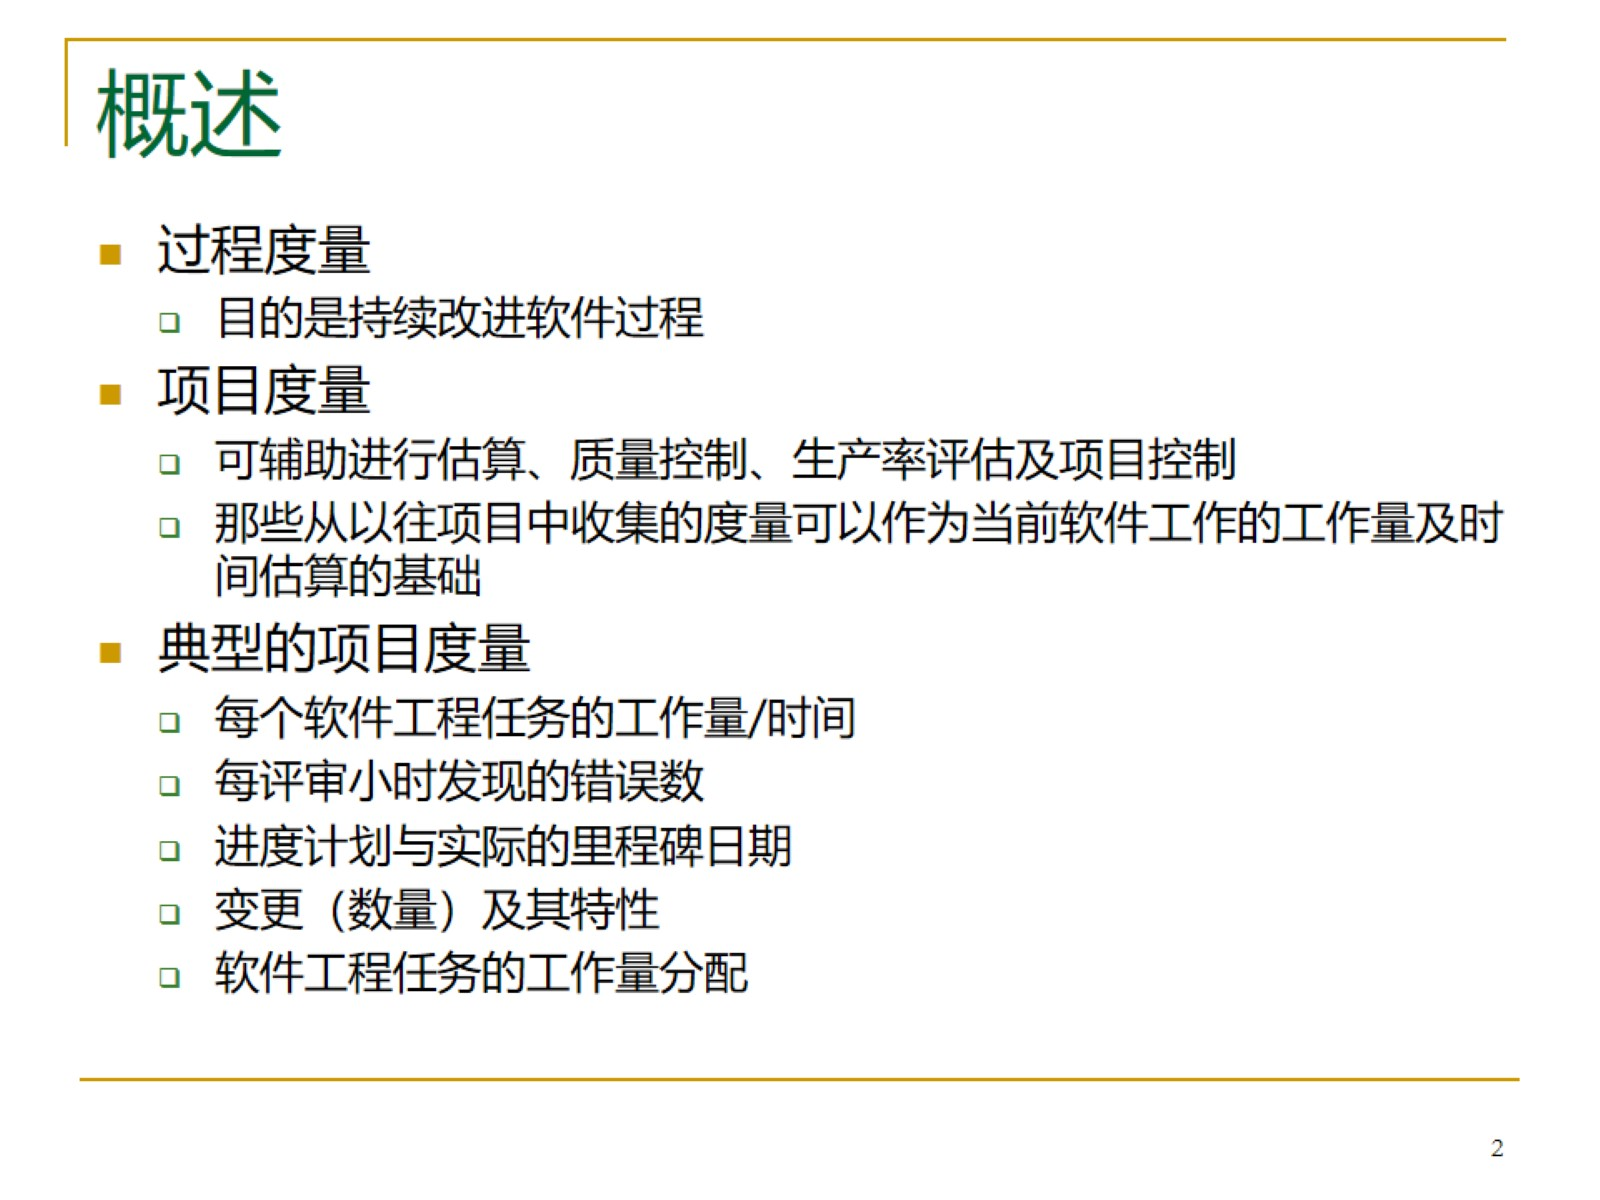 概述
过程度量
目的是持续改进软件过程
项目度量
可辅助进行估算、质量控制、生产率评估及项目控制
那些从以往项目中收集的度量可以作为当前软件工作的工作量及时
间估算的基础
典型的项目度量
每个软件工程任务的工作量/时间
每评审小时发现的错误数
进度计划与实际的里程碑日期
变更（数量）及其特性
软件工程任务的工作量分配
2